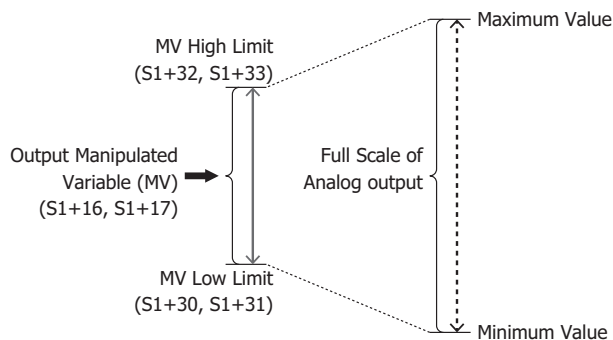 Maximum Value
MV High Limit
(S1+32, S1+33)
Output Manipulated
Variable (MV)
(S1+16, S1+17)
Full Scale of
Analog output
MV Low Limit
(S1+30, S1+31)
Minimum Value